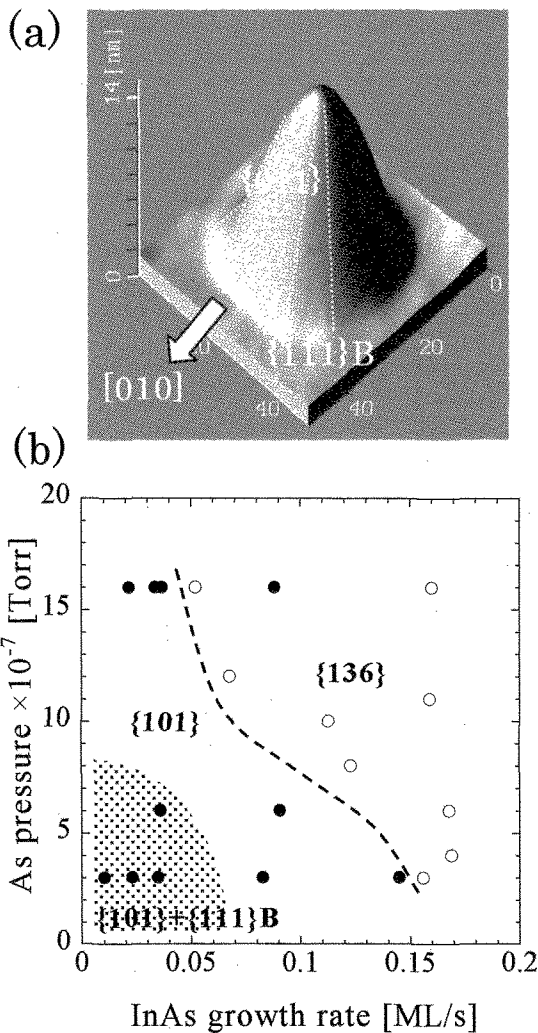 (a)
14[nm]
0
{101}
{111}B
[010]
0
20
20
40
40
(b)
20
15
10
5
0
As pressure ×10⁻⁷ [Torr]
{136}
{101}
{101}+{111}B
0
0.05
0.1
0.15
0.2
InAs growth rate [ML/s]